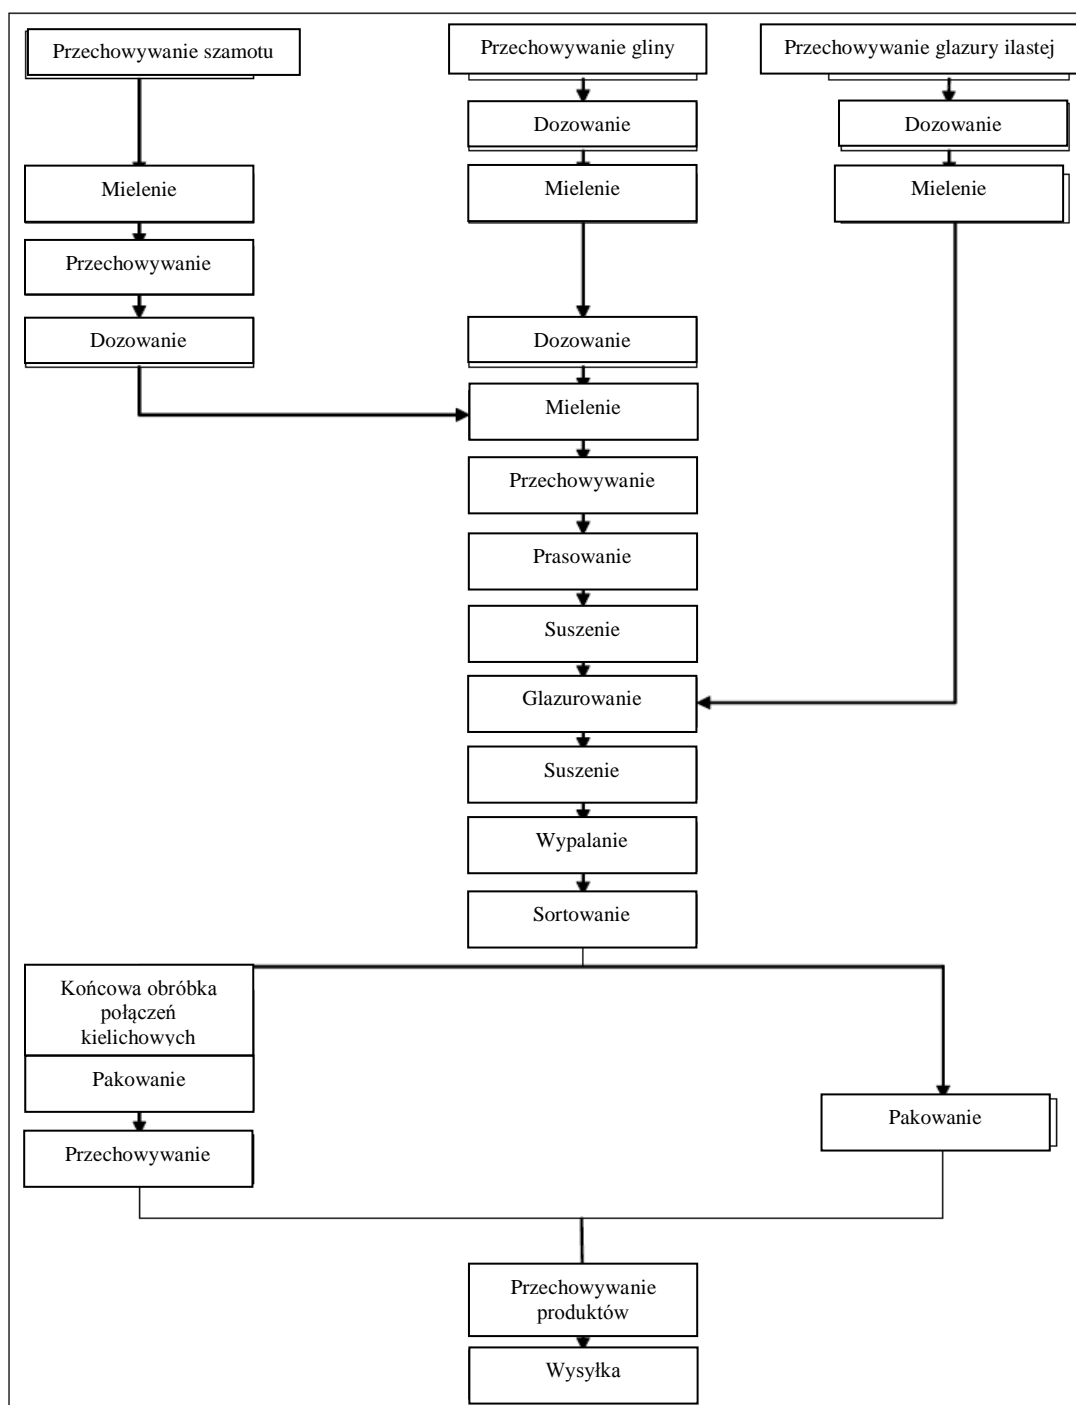 Przechowywanie szamotu
Przechowywanie gliny
Przechowywanie glazury ilastej
Dozowanie
Dozowanie
Mielenie
Mielenie
Mielenie
Przechowywanie
Dozowanie
Dozowanie
Mielenie
Przechowywanie
Prasowanie
Suszenie
Glazurowanie
Suszenie
Wypalanie
Sortowanie
Końcowa obróbka
połączeń
kielichowych
Pakowanie
Pakowanie
Przechowywanie
Przechowywanie
produktów
Wysyłka